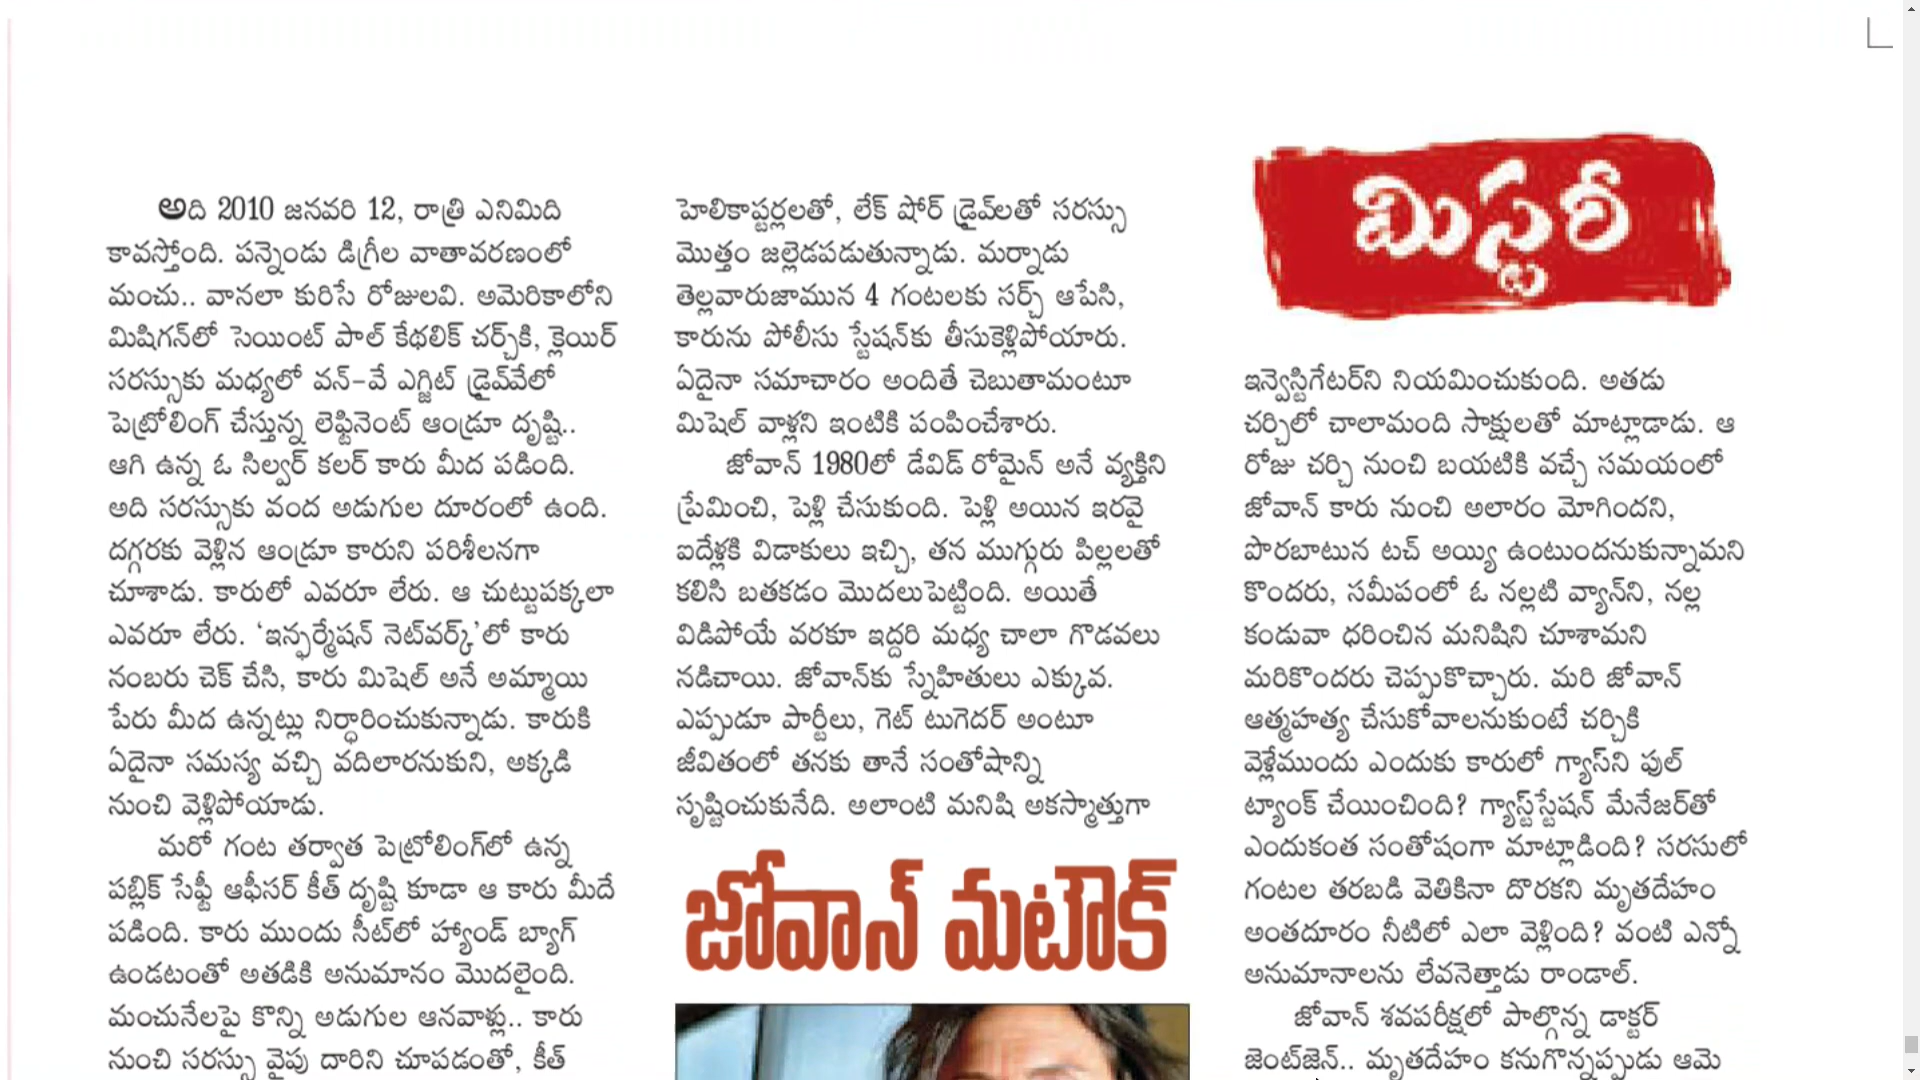 అది 2010 జనవరి 12, రాత్రి ఎనిమిది
కావస్తోంది. పన్నెండు డిగ్రీల వాతావరణంలో
మంచు.. వానలా కురిసే రోజులవి. అమెరికాలోని
మిషిగన్‌లో సెయింట్ పాల్ కేథలిక్ చర్చ్‌కి, క్లెయిర్
సరస్సుకు మధ్యలో వన్-వే ఎగ్జిట్ డ్రైవ్‌వేలో
పెట్రోలింగ్ చేస్తున్న లెఫ్టినెంట్ ఆండ్రూ దృష్టి..
ఆగి ఉన్న ఓ సిల్వర్ కలర్ కారు మీద పడింది.
అది సరస్సుకు వంద అడుగుల దూరంలో ఉంది.
దగ్గరకు వెళ్లిన ఆండ్రూ కారుని పరిశీలనగా
చూశాడు. కారులో ఎవరూ లేరు. ఆ చుట్టుపక్కలా
ఎవరూ లేరు. ‘ఇన్ఫర్మేషన్ నెట్‌వర్క్’లో కారు
నంబరు చెక్ చేసి, కారు మిషెల్ అనే అమ్మాయి
పేరు మీద ఉన్నట్లు నిర్ధారించుకున్నాడు. కారుకి
ఏదైనా సమస్య వచ్చి వదిలారనుకుని, అక్కడి
నుంచి వెళ్లిపోయాడు.
మరో గంట తర్వాత పెట్రోలింగ్‌లో ఉన్న
పబ్లిక్ సేఫ్టీ ఆఫీసర్ కీత్ దృష్టి కూడా ఆ కారు మీదే
పడింది. కారు ముందు సీట్‌లో హ్యాండ్ బ్యాగ్
ఉండటంతో అతడికి అనుమానం మొదలైంది.
మంచునేలపై కొన్ని అడుగుల ఆనవాళ్లు.. కారు
నుంచి సరస్సు వైపు దారిని చూపడంతో, కీత్
హెలికాప్టర్లలతో, లేక్ షోర్ డ్రైవ్‌లతో సరస్సు
మొత్తం జల్లెడపడుతున్నాడు. మర్నాడు
తెల్లవారుజామున 4 గంటలకు సర్చ్ ఆపేసి,
కారును పోలీసు స్టేషన్‌కు తీసుకెళ్లిపోయారు.
ఏదైనా సమాచారం అందితే చెబుతామంటూ
మిషెల్ వాళ్లని ఇంటికి పంపించేశారు.
జోవాన్ 1980లో డేవిడ్ రోమైన్ అనే వ్యక్తిని
ప్రేమించి, పెళ్లి చేసుకుంది. పెళ్లి అయిన ఇరవై
ఐదేళ్లకి విడాకులు ఇచ్చి, తన ముగ్గురు పిల్లలతో
కలిసి బతకడం మొదలుపెట్టింది. అయితే
విడిపోయే వరకూ ఇద్దరి మధ్య చాలా గొడవలు
నడిచాయి. జోవాన్‌కు స్నేహితులు ఎక్కువ.
ఎప్పుడూ పార్టీలు, గెట్ టుగెదర్ అంటూ
జీవితంలో తనకు తానే సంతోషాన్ని
సృష్టించుకునేది. అలాంటి మనిషి అకస్మాత్తుగా
జోవాన్ మటౌక్
మిస్టరీ
ఇన్వెస్టిగేటర్‌ని నియమించుకుంది. అతడు
చర్చిలో చాలామంది సాక్షులతో మాట్లాడాడు. ఆ
రోజు చర్చి నుంచి బయటికి వచ్చే సమయంలో
జోవాన్ కారు నుంచి అలారం మోగిందని,
పొరబాటున టచ్ అయ్యి ఉంటుందనుకున్నామని
కొందరు, సమీపంలో ఓ నల్లటి వ్యాన్‌ని, నల్ల
కండువా ధరించిన మనిషిని చూశామని
మరికొందరు చెప్పుకొచ్చారు. మరి జోవాన్
ఆత్మహత్య చేసుకోవాలనుకుంటే చర్చికి
వెళ్లేముందు ఎందుకు కారులో గ్యాస్‌ని ఫుల్
ట్యాంక్ చేయించింది? గ్యాస్ట్‌స్టేషన్ మేనేజర్‌తో
ఎందుకంత సంతోషంగా మాట్లాడింది? సరసులో
గంటల తరబడి వెతికినా దొరకని మృతదేహం
అంతదూరం నీటిలో ఎలా వెళ్లింది? వంటి ఎన్నో
అనుమానాలను లేవనెత్తాడు రాండాల్.
జోవాన్ శవపరీక్షలో పాల్గొన్న డాక్టర్
జెంట్‌జెన్.. మృతదేహం కనుగొన్నప్పుడు ఆమె